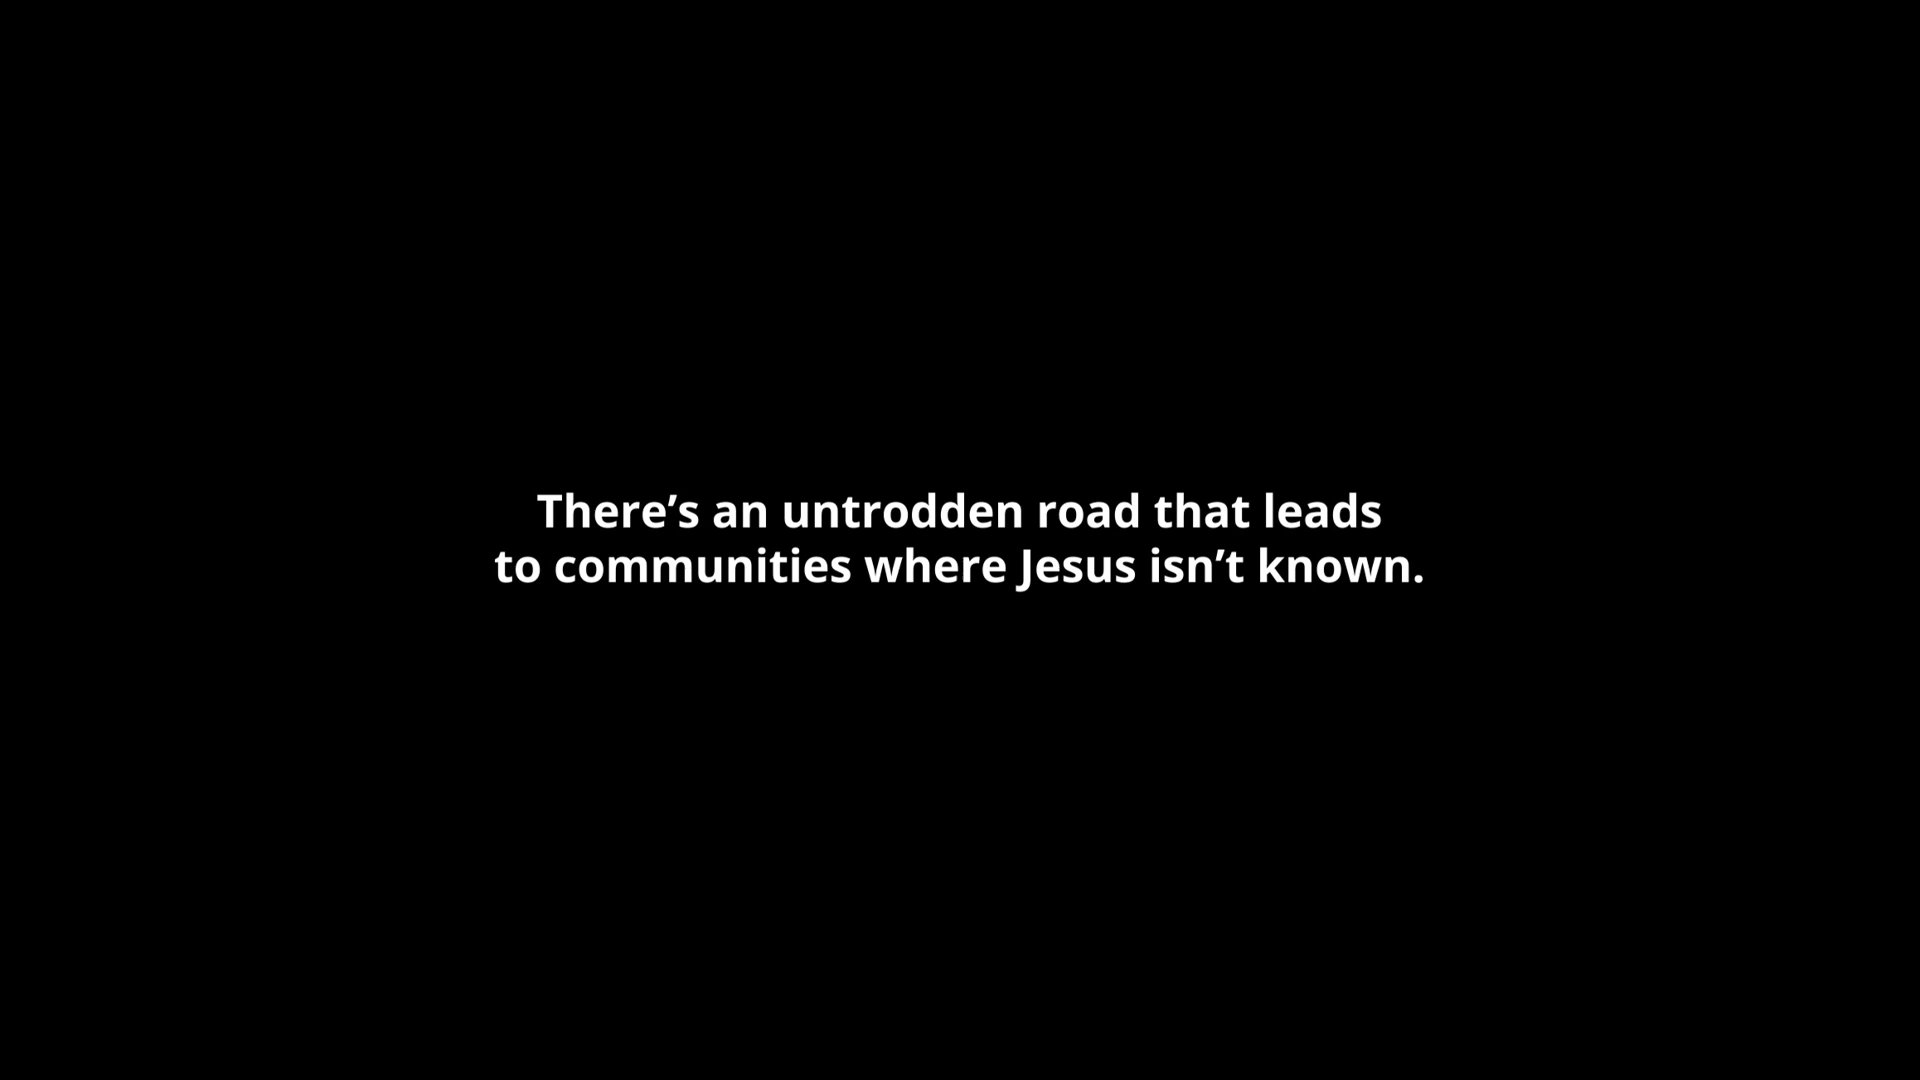 There’s an untrodden road that leads
to communities where Jesus isn’t known.